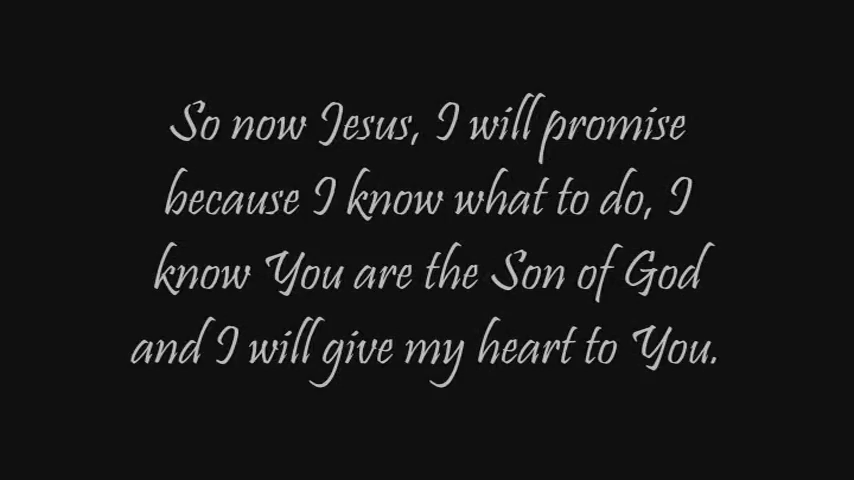 So now Jesus, I will promise
because I know what to do, I
know You are the Son of God
and I will give my heart to You.